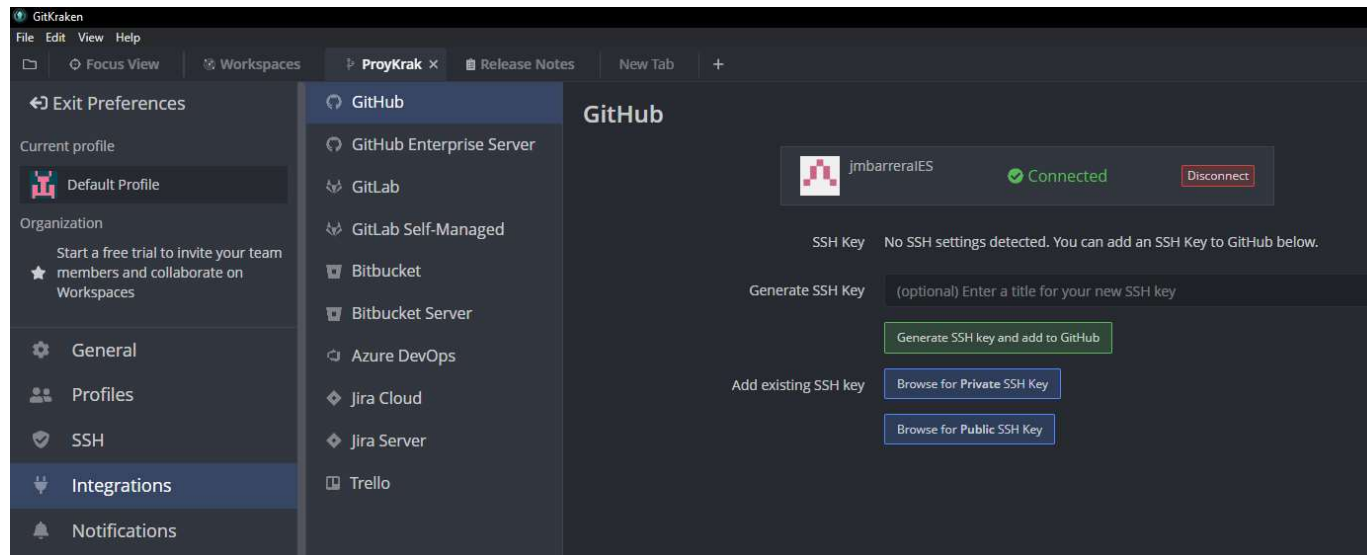 GitKraken
File Edit View Help
Focus View Workspaces ProyKrak × Release Notes New Tab +
Exit Preferences
Current profile
Default Profile
Organization
Start a free trial to invite your team
members and collaborate on
Workspaces
General
Profiles
SSH
Integrations
Notifications
GitHub
GitHub Enterprise Server
GitLab
GitLab Self-Managed
Bitbucket
Bitbucket Server
Azure DevOps
Jira Cloud
Jira Server
Trello
GitHub
jmbarreraIES
Connected
Disconnect
SSH Key No SSH settings detected. You can add an SSH Key to GitHub below.
Generate SSH Key (optional) Enter a title for your new SSH key
Generate SSH key and add to GitHub
Add existing SSH key Browse for Private SSH Key
Browse for Public SSH Key